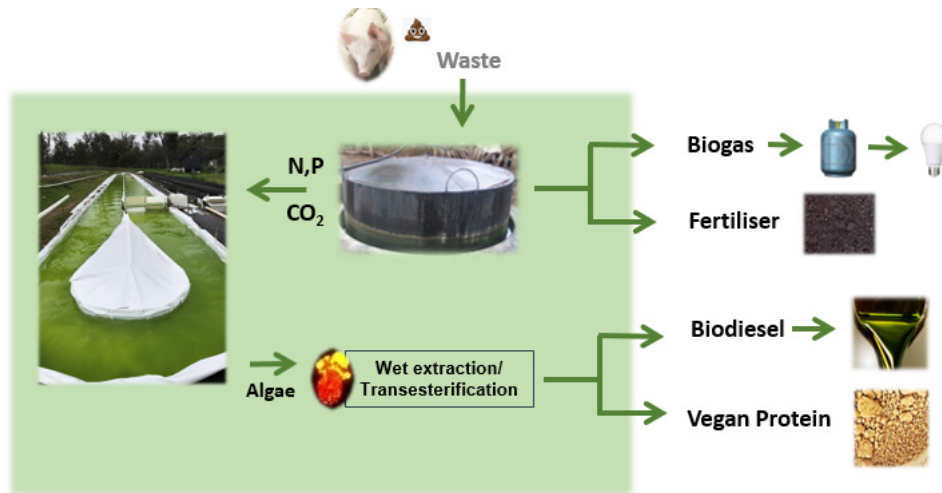 Waste
N,P
CO₂
Biogas
Fertiliser
Algae
Wet extraction/
Transesterification
Biodiesel
Vegan Protein